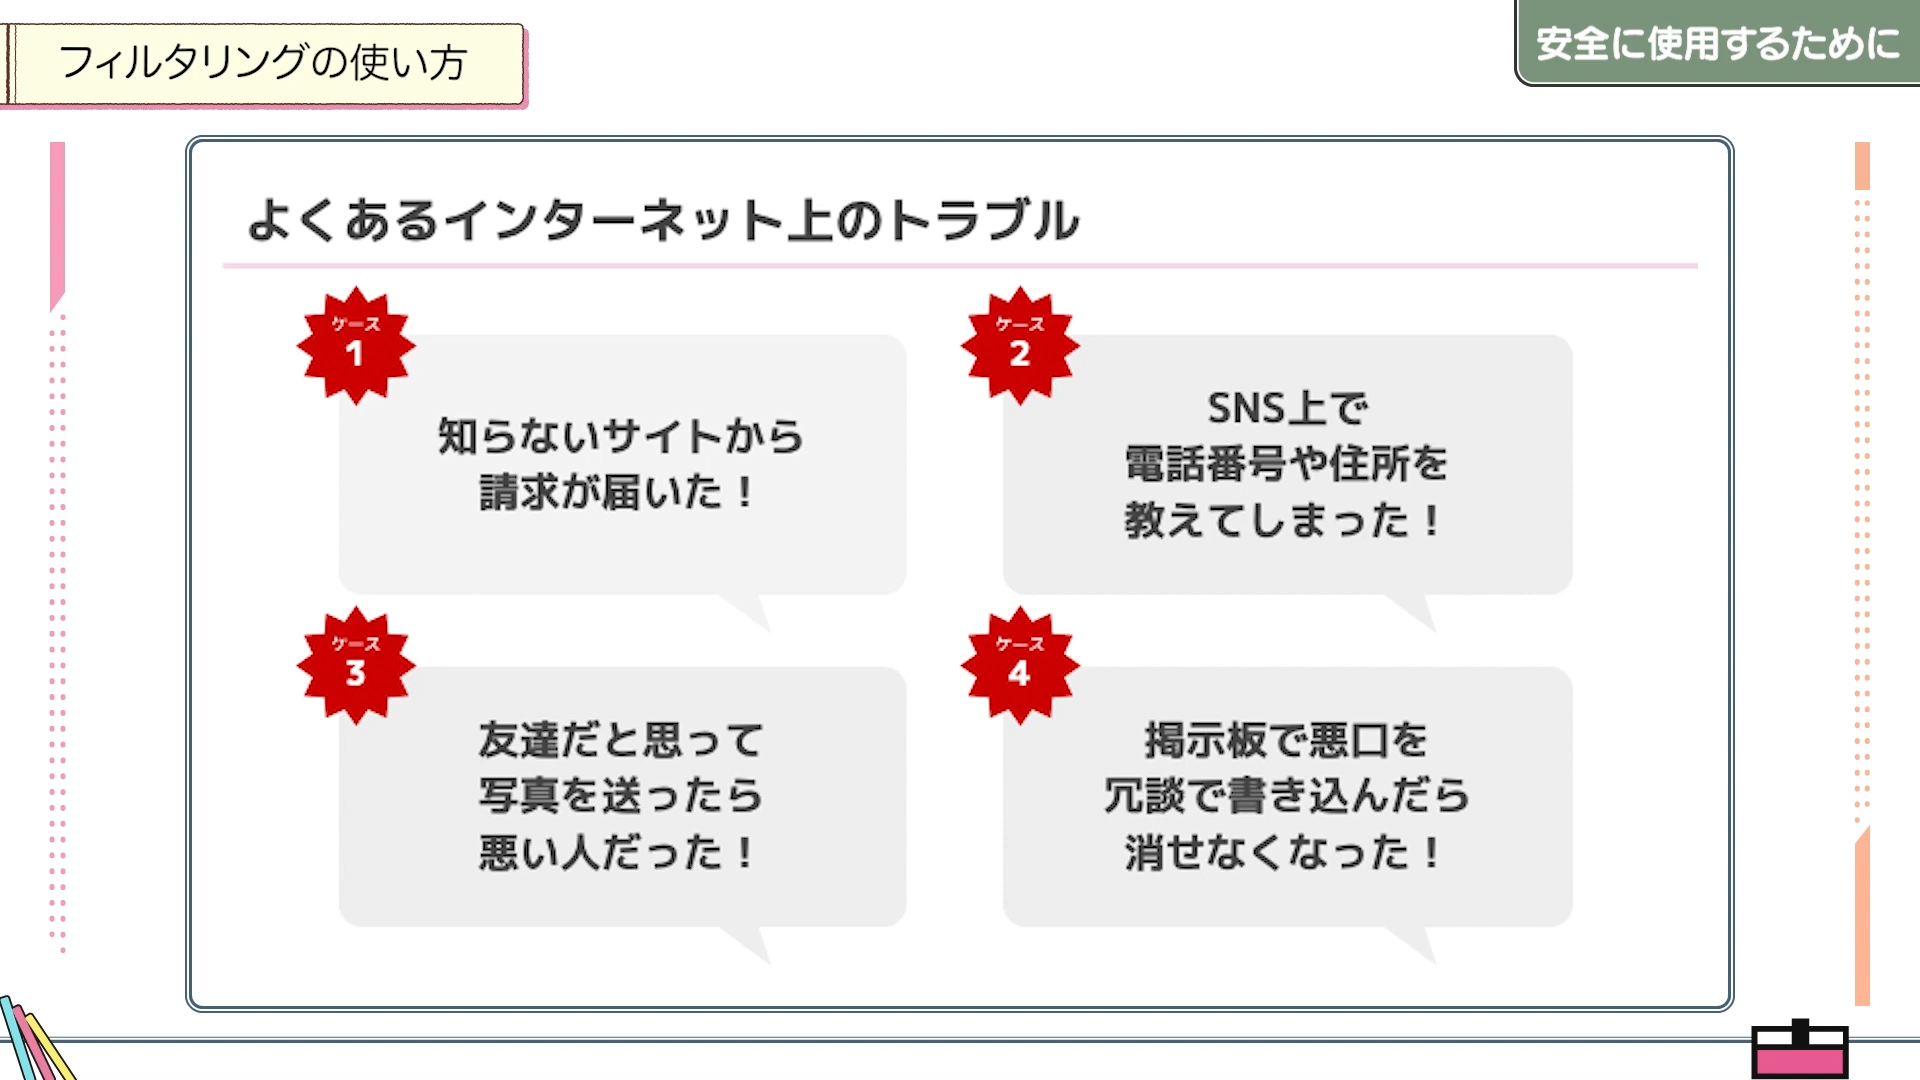 フィルタリングの使い方
安全に使用するために
よくあるインターネット上のトラブル
ケース
1
知らないサイトから
請求が届いた！
ケース
2
SNS上で
電話番号や住所を
教えてしまった！
ケース
3
友達だと思って
写真を送ったら
悪い人だった！
ケース
4
掲示板で悪口を
冗談で書き込んだら
消せなくなった！